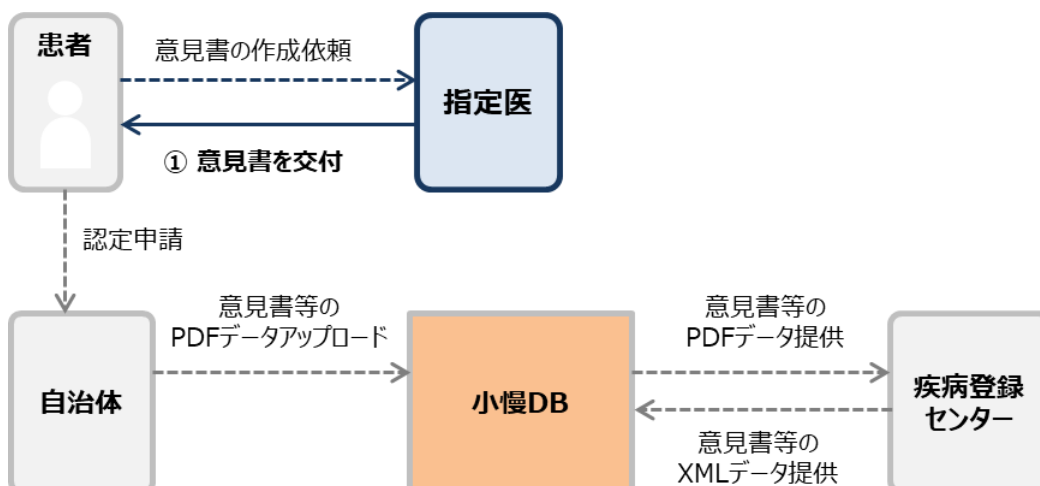 患者
意見書の作成依頼
指定医
① 意見書を交付
認定申請
意見書等の
PDFデータアップロード
意見書等の
PDFデータ提供
自治体
小慢DB
疾病登録
センター
意見書等の
XMLデータ提供